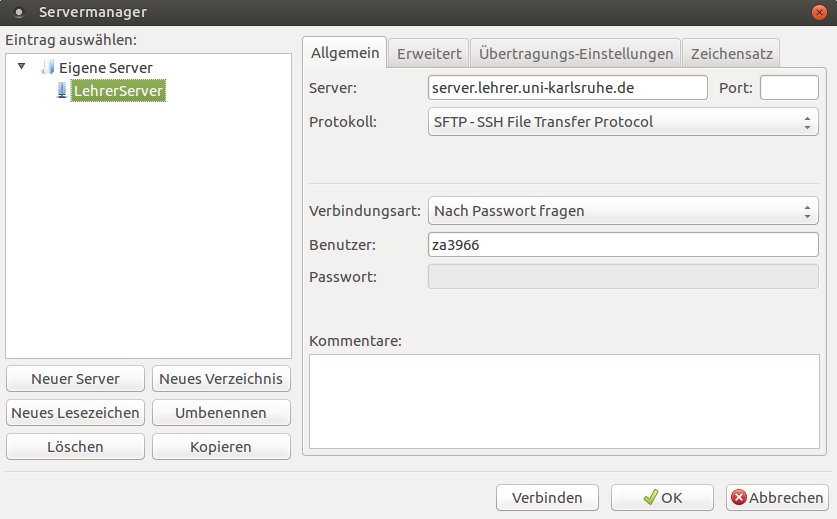 Servermanager
Eintrag auswählen:
Eigene Server
LehrerServer
Neuer Server
Neues Verzeichnis
Neues Lesezeichen
Umbenennen
Löschen
Kopieren
Allgemein
Erweitert
Übertragungs-Einstellungen
Zeichensatz
Server:
server.lehrer.uni-karlsruhe.de
Port:
Protokoll:
SFTP - SSH File Transfer Protocol
Verbindungsart:
Nach Passwort fragen
Benutzer:
za3966
Passwort:
Kommentare:
Verbinden
OK
Abbrechen